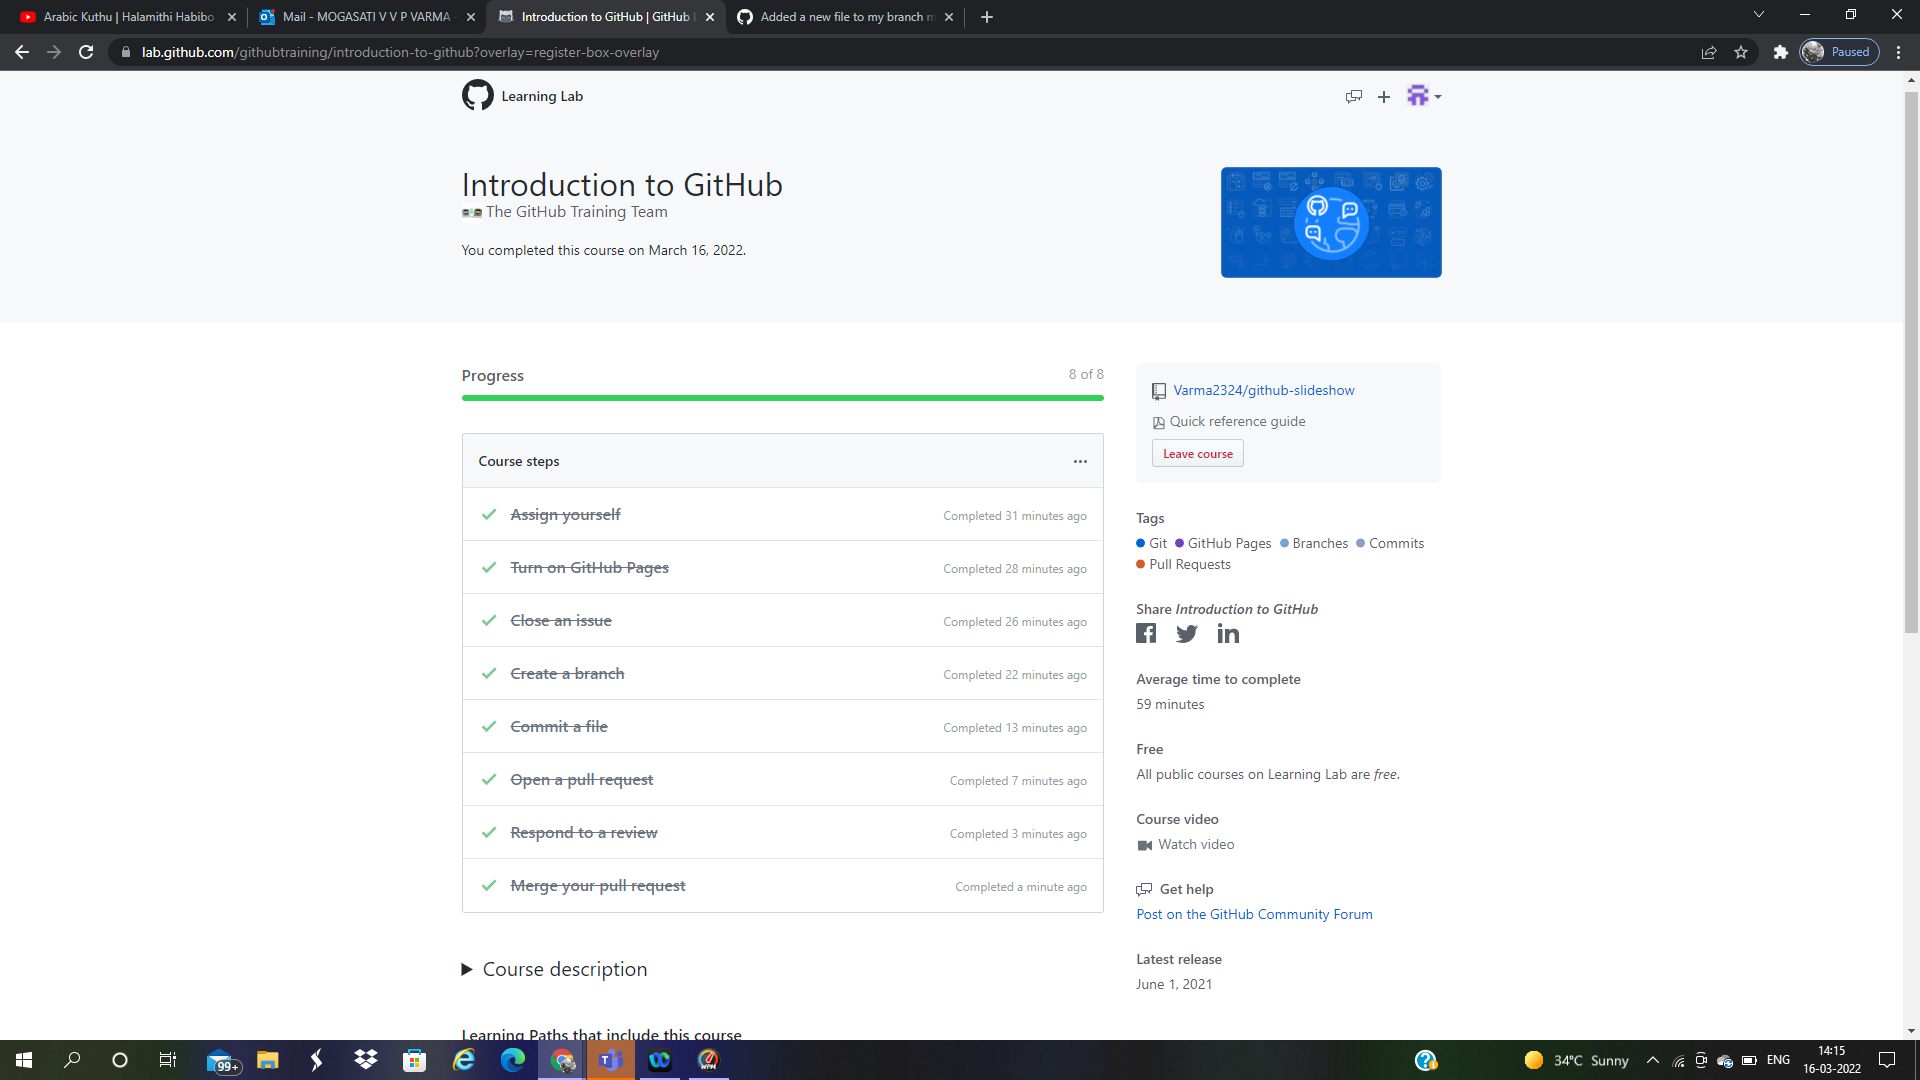 Arabic Kuthu | Halamithi Habibo
Mail - MOGASATI V V P VARMA -
Introduction to GitHub | GitHub L
Added a new file to my branch m
lab.github.com/githubtraining/introduction-to-github?overlay=register-box-overlay
Paused
Learning Lab
Introduction to GitHub
The GitHub Training Team
You completed this course on March 16, 2022.
Progress
8 of 8
Course steps
Assign yourself
Completed 31 minutes ago
Turn on GitHub Pages
Completed 28 minutes ago
Close an issue
Completed 26 minutes ago
Create a branch
Completed 22 minutes ago
Commit a file
Completed 13 minutes ago
Open a pull request
Completed 7 minutes ago
Respond to a review
Completed 3 minutes ago
Merge your pull request
Completed a minute ago
Course description
Learning Paths that include this course
Varma2324/github-slideshow
Quick reference guide
Leave course
Tags
Git GitHub Pages Branches Commits
Pull Requests
Share Introduction to GitHub
Average time to complete
59 minutes
Free
All public courses on Learning Lab are free.
Course video
Watch video
Get help
Post on the GitHub Community Forum
Latest release
June 1, 2021
99+
WPM
34°C Sunny
ENG
14:15
16-03-2022